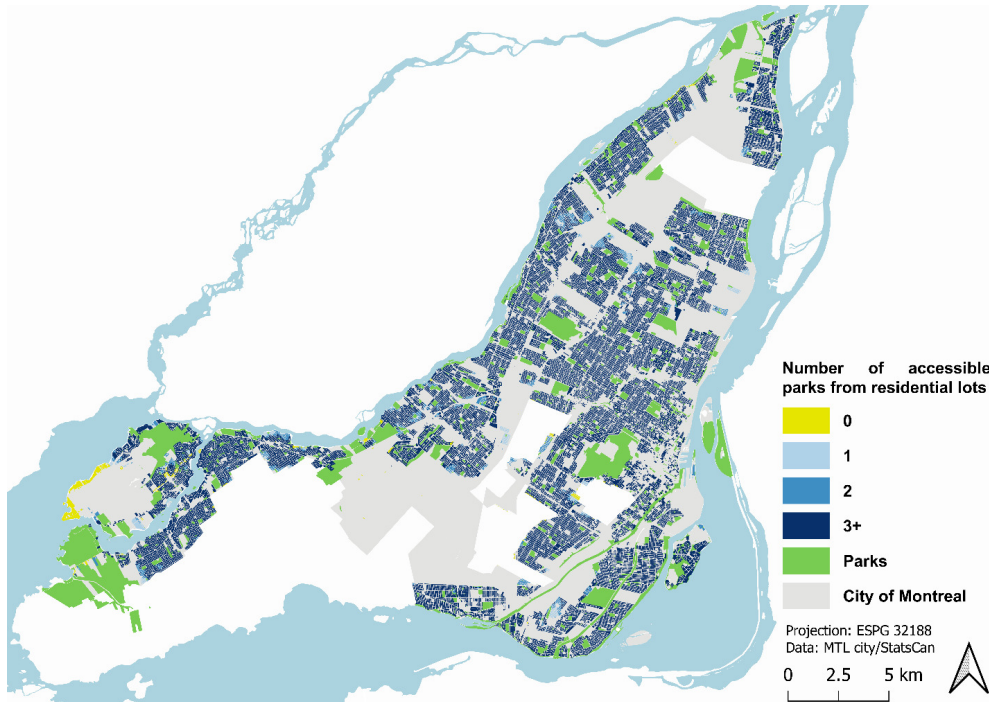 Number of accessible
parks from residential lots
0
1
2
3+
Parks
City of Montreal
Projection: ESPG 32188
Data: MTL city/StatsCan
0 2.5 5 km